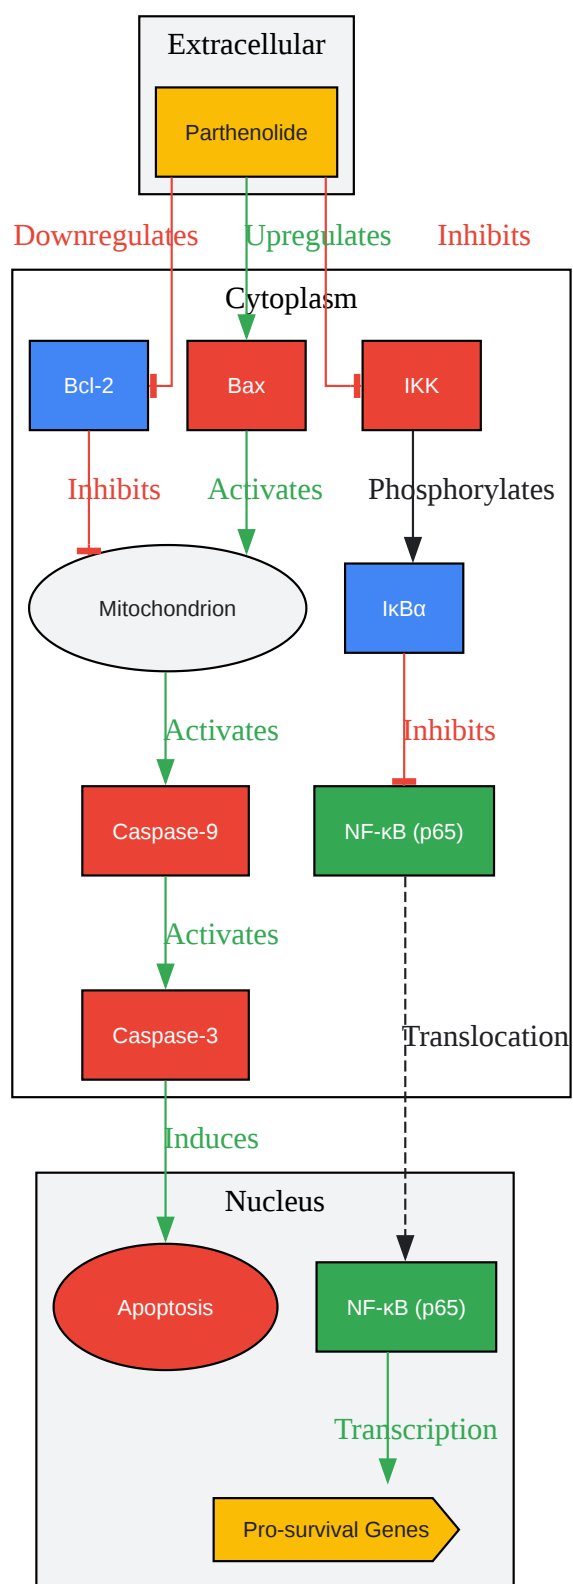 Extracellular
Parthenolide
Downregulates
Upregulates
Inhibits
Cytoplasm
Bcl-2
Bax
IKK
Inhibits
Activates
Phosphorylates
Mitochondrion
IκBα
Activates
Inhibits
Caspase-9
NF-κB (p65)
Activates
Caspase-3
Translocation
Induces
Nucleus
Apoptosis
NF-κB (p65)
Transcription
Pro-survival Genes